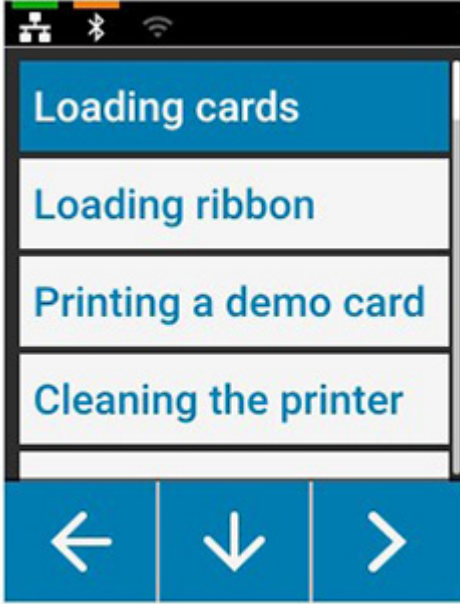 Loading cards
Loading ribbon
Printing a demo card
Cleaning the printer